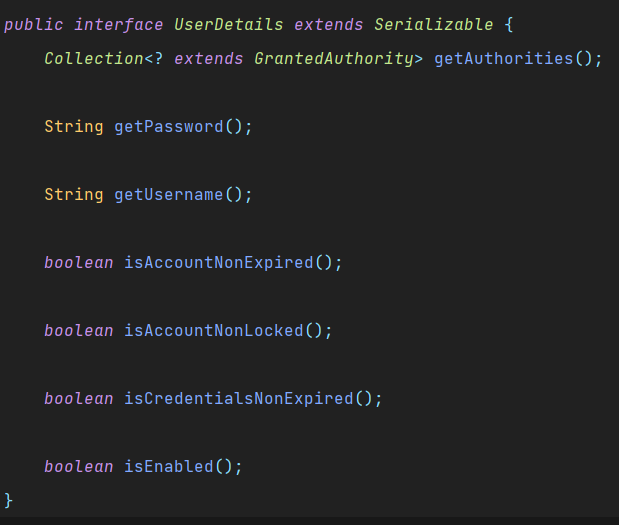 public interface UserDetails extends Serializable {
Collection<? extends GrantedAuthority> getAuthorities();
String getPassword();
String getUsername();
boolean isAccountNonExpired();
boolean isAccountNonLocked();
boolean isCredentialsNonExpired();
boolean isEnabled();
}